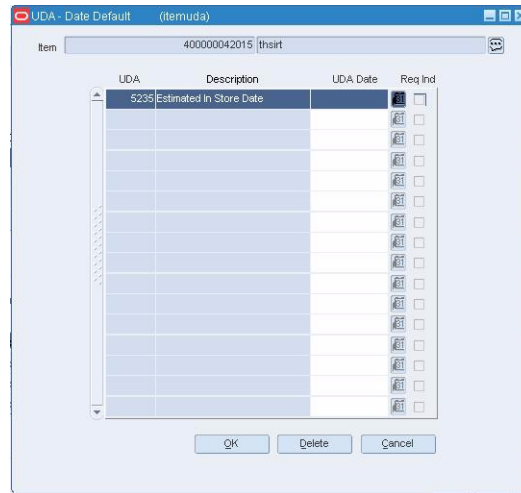 UDA - Date Default (itemuda)
Item 400000042015 thsirt
UDA Description UDA Date Req Ind
5235 Estimated In Store Date
OK Delete Cancel